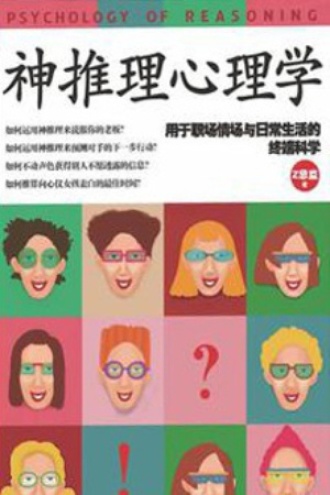 PSYCHOLOGY OF REASONING
神推理心理学
如何运用神推理来说服你的老板?
如何运用神推理来预测对手的下一步行动?
如何不动声色获得别人不想透露的信息?
如何推算向心仪女孩表白的最佳时间?
用于职场情场与日常生活的
终端科学
著
?
!